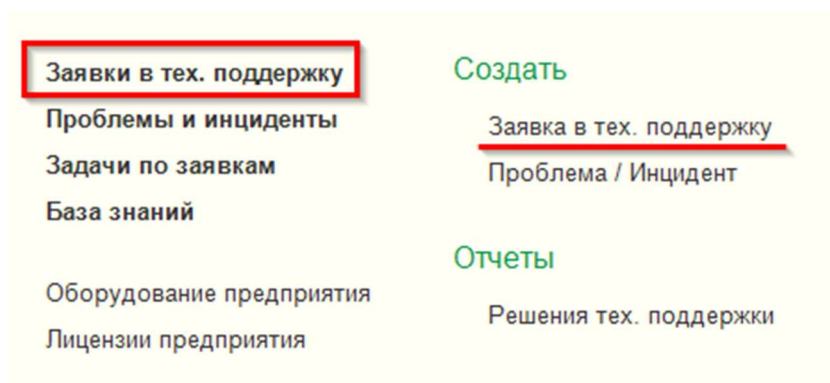 Заявки в тех. поддержку
Проблемы и инциденты
Задачи по заявкам
База знаний
Оборудование предприятия
Лицензии предприятия
Создать
Заявка в тех. поддержку
Проблема / Инцидент
Отчеты
Решения тех. поддержки